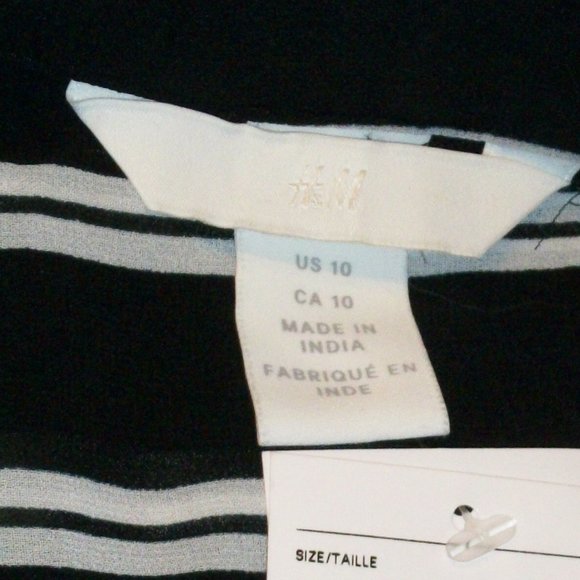 H&M
US 10
CA 10
MADE IN
INDIA
FABRIQUÉ EN
INDE
SIZE/TAILLE